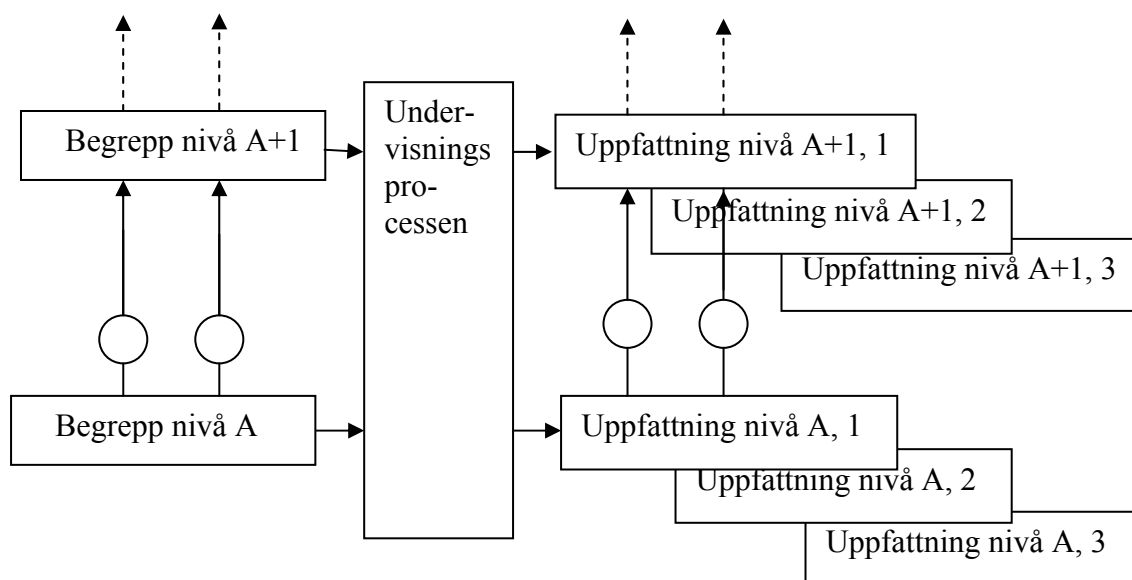 Begrepp nivå A+1
Under-
visnings
pro-
cessen
Uppfattning nivå A+1, 1
Uppfattning nivå A+1, 2
Uppfattning nivå A+1, 3
Begrepp nivå A
Uppfattning nivå A, 1
Uppfattning nivå A, 2
Uppfattning nivå A, 3